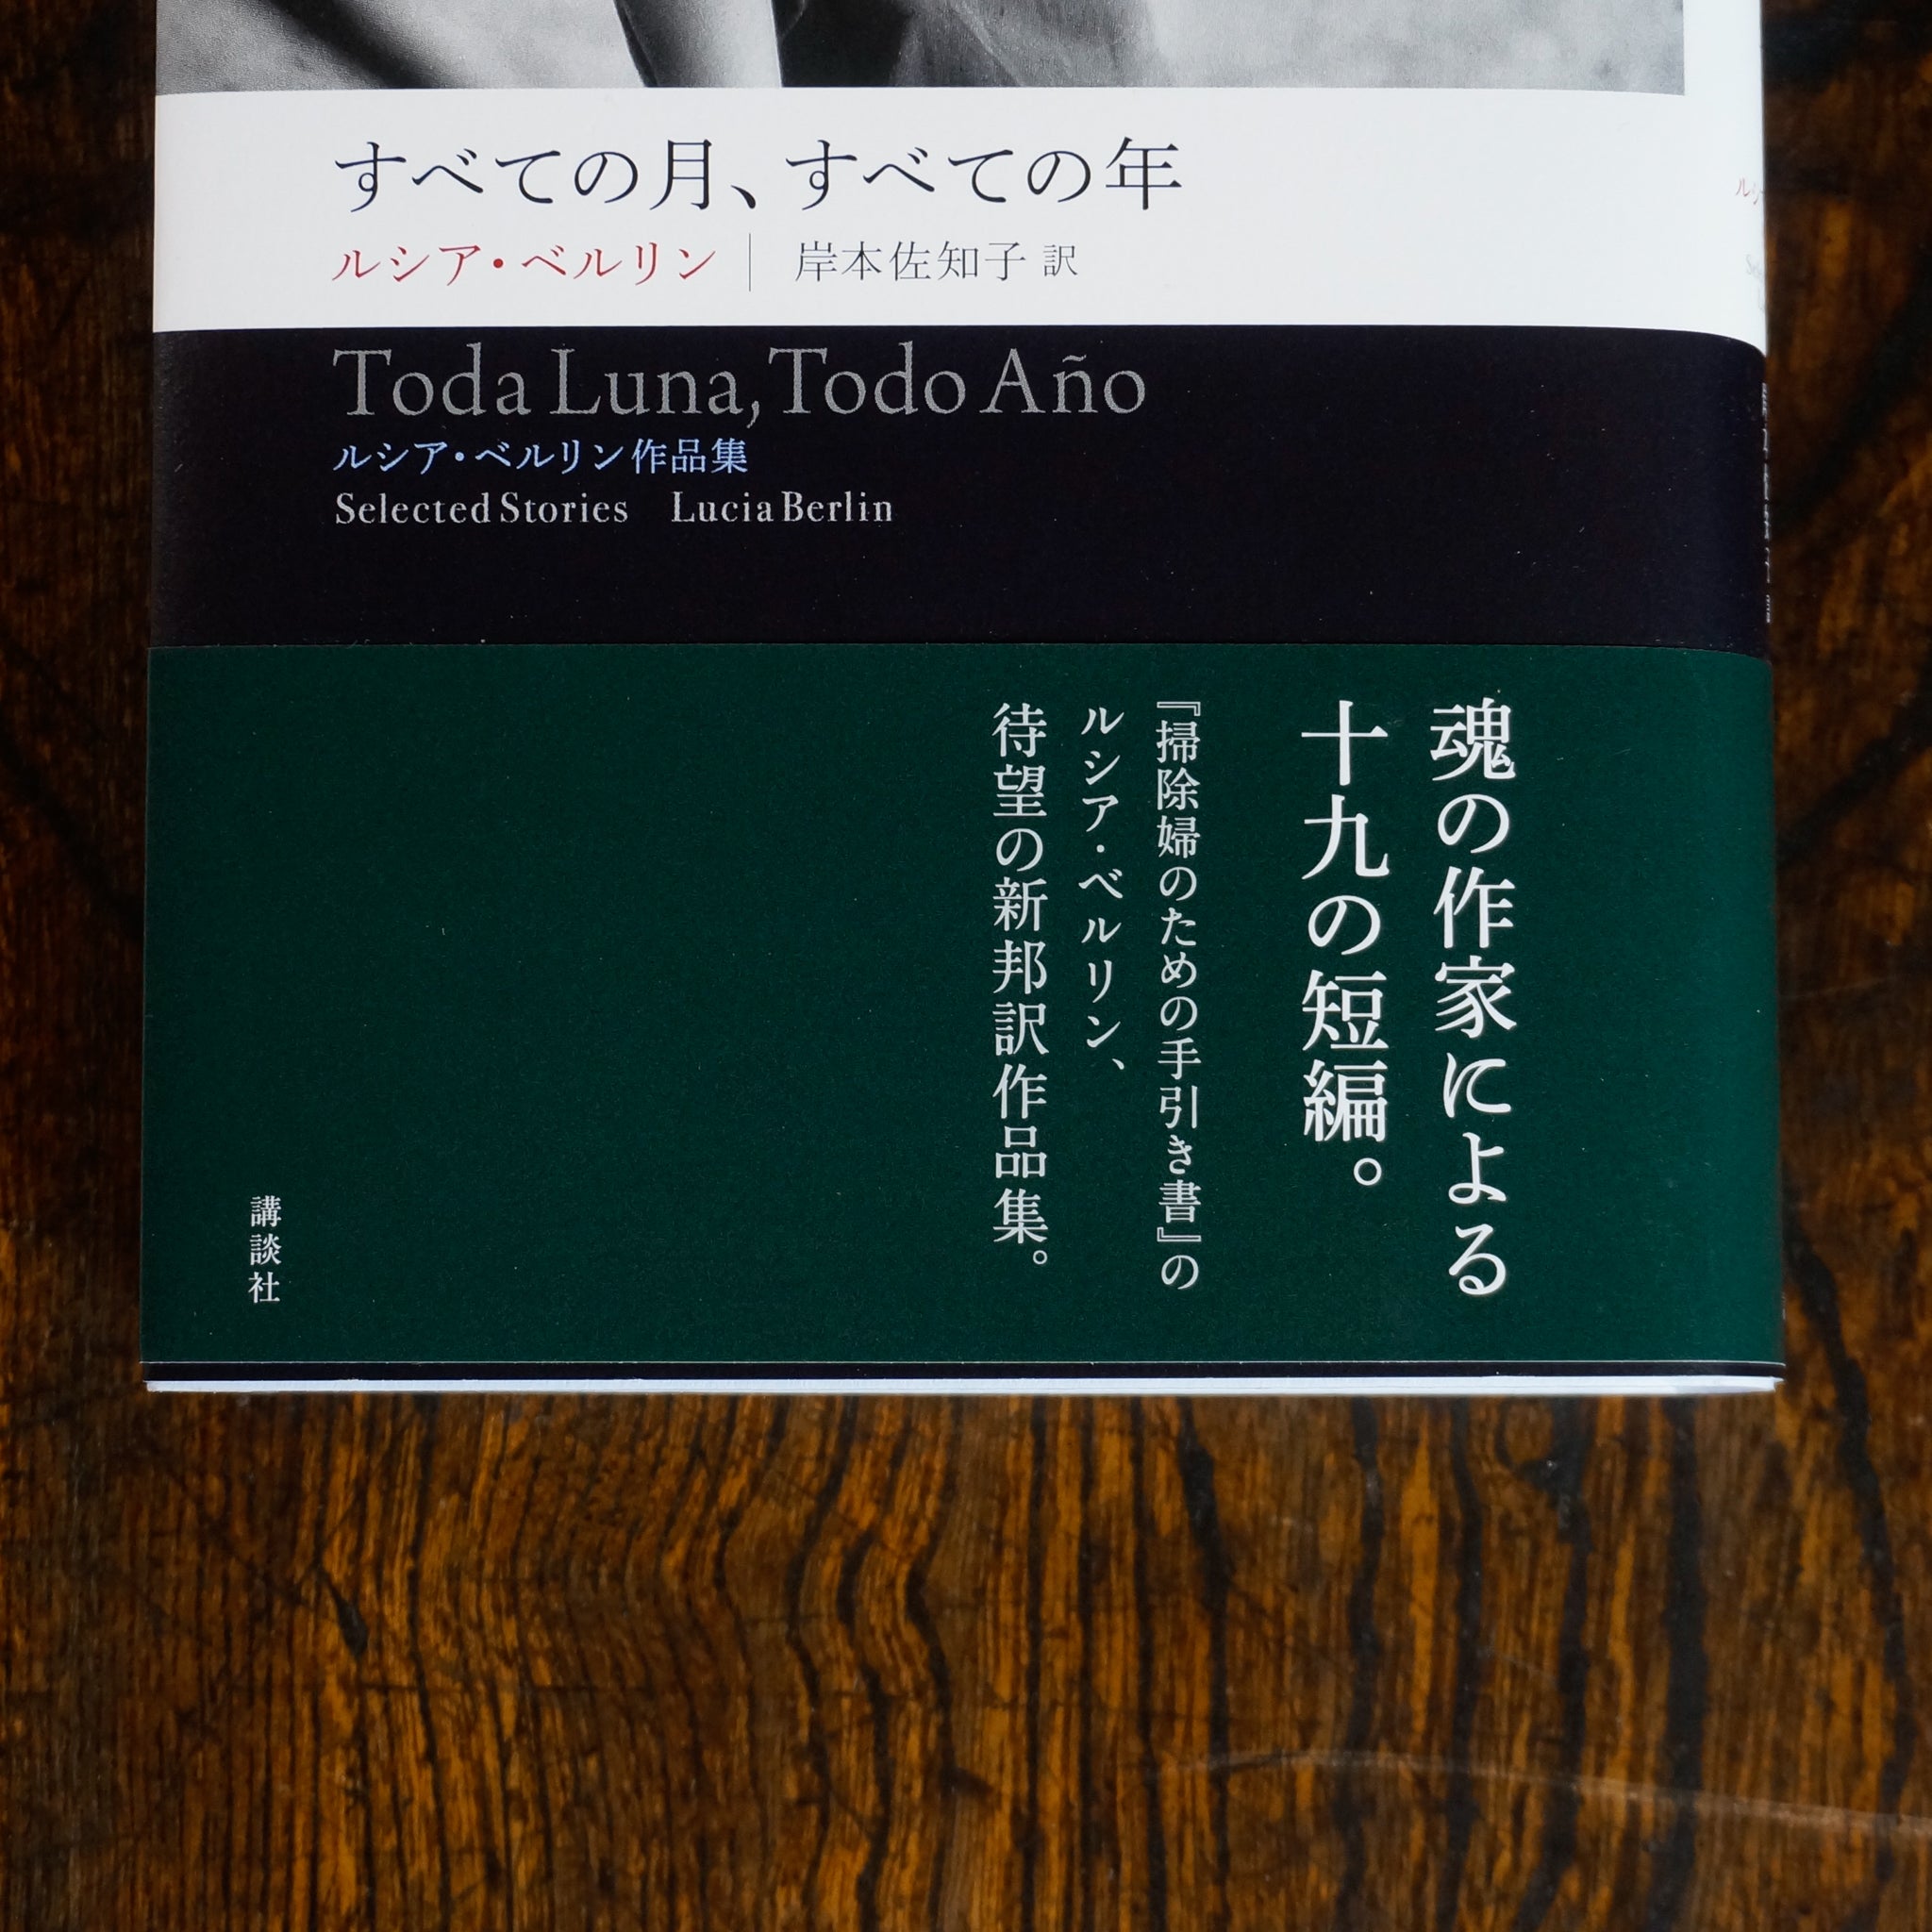 すべての月、すべての年
ルシア・ベルリン
岸本佐知子 訳
Toda Luna, Todo Año
ルシア・ベルリン作品集
Selected Stories Lucia Berlin
魂の作家による
十九の短編。
『掃除婦のための手引き書』の
ルシア・ベルリン、
待望の新邦訳作品集。
講談社